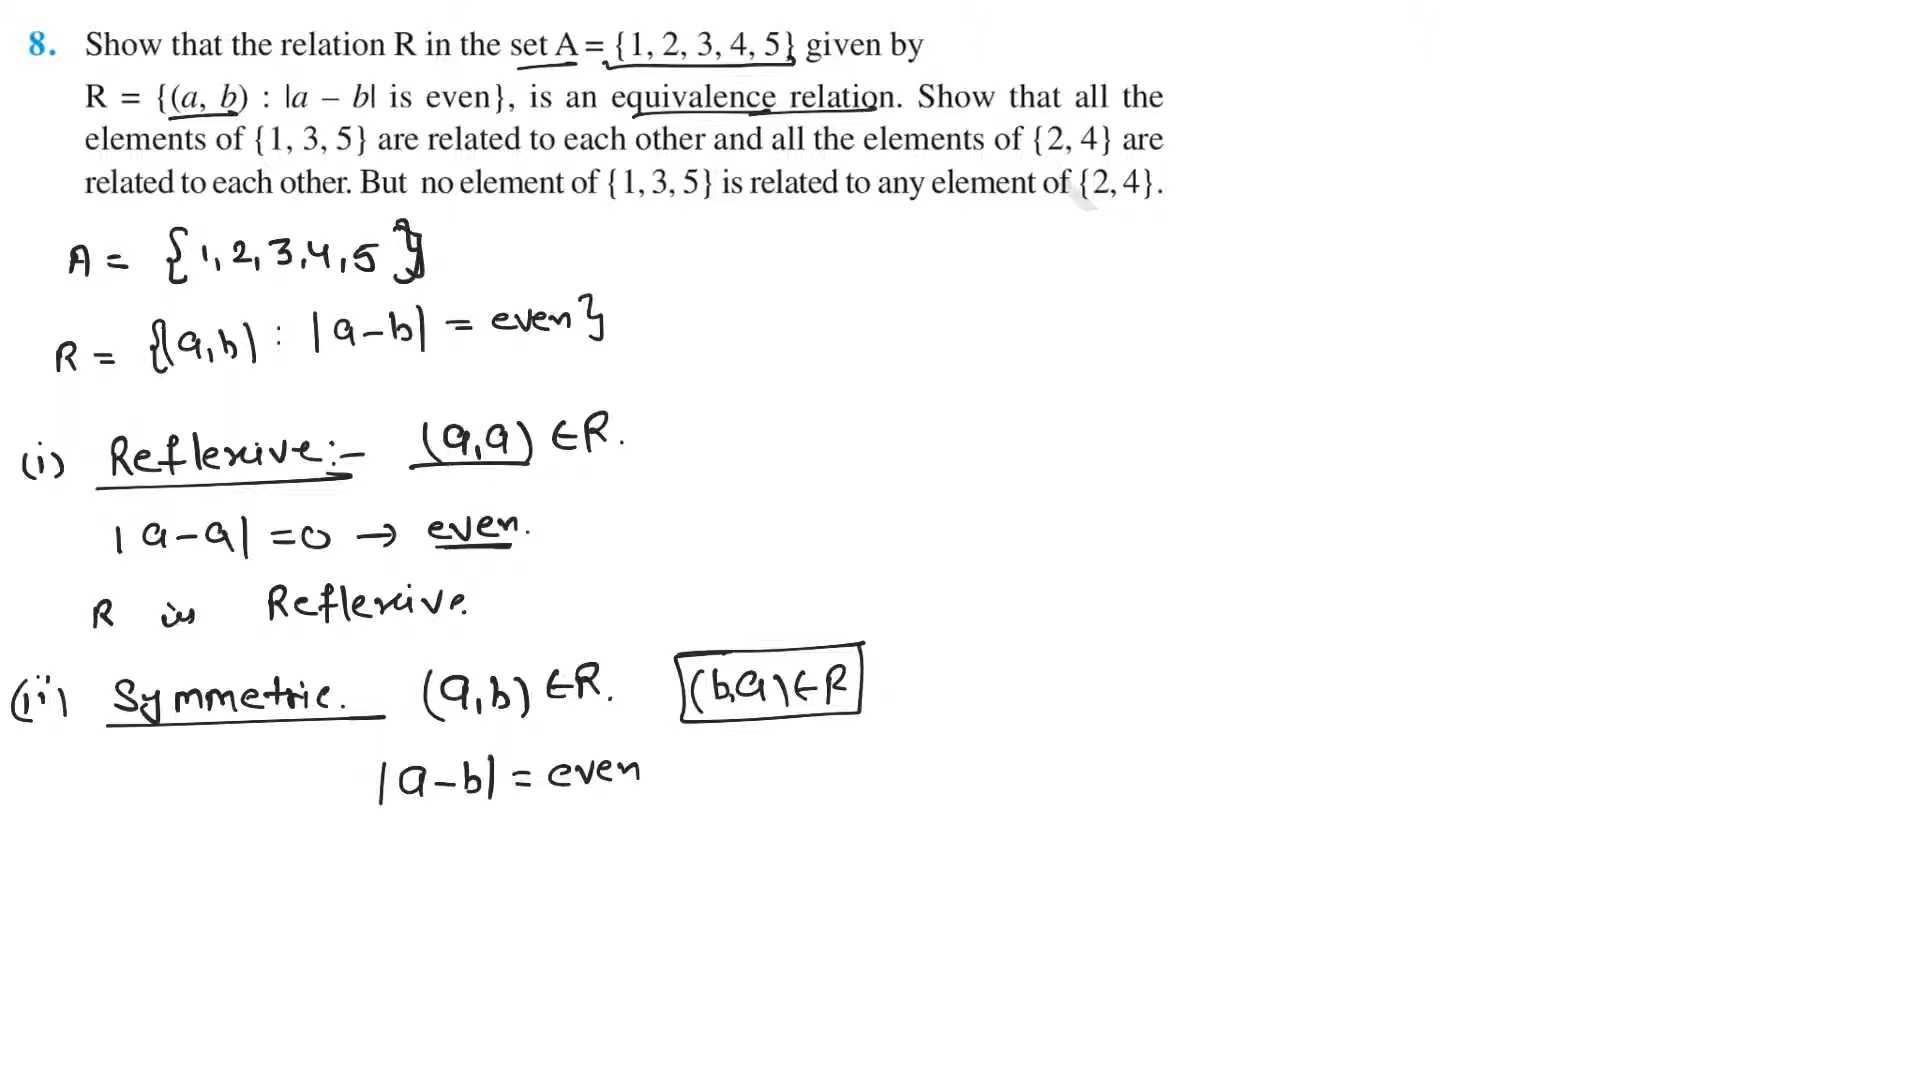 8. Show that the relation R in the set A = {1, 2, 3, 4, 5} given by
R = {(a, b) : |a – b| is even}, is an equivalence relation. Show that all the
elements of {1, 3, 5} are related to each other and all the elements of {2, 4} are
related to each other. But no element of {1, 3, 5} is related to any element of {2, 4}.
A = {1, 2, 3, 4, 5}
R = {(a, b) : |a-b| = even}
(i) Reflexive:- (a, a) ∈ R.
|a-a| = 0 → even.
R is Reflexive.
(ii) Symmetric. (a, b) ∈ R. (b, a) ∈ R
|a-b| = even